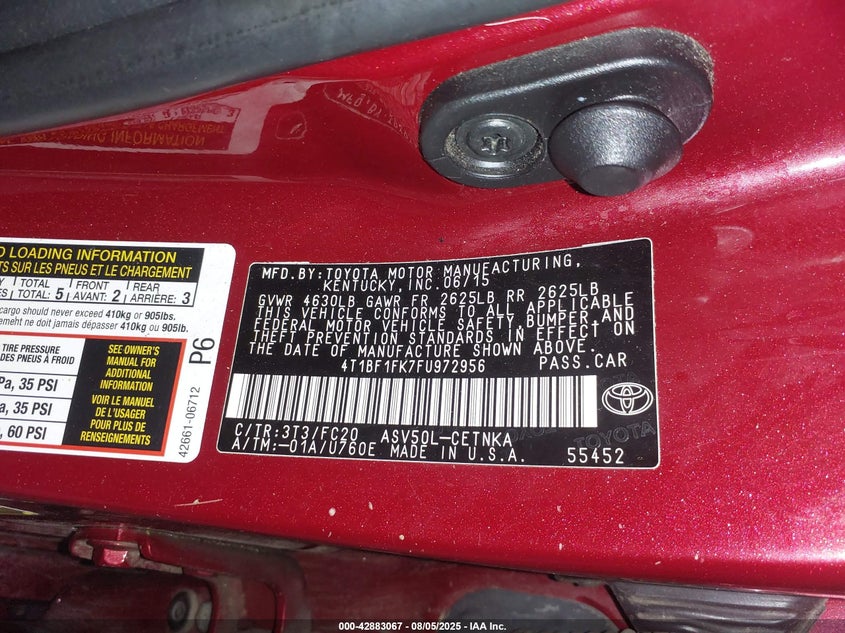 O LOADING INFORMATION
TS SUR LES PNEUS ET LE CHARGEMENT
TOTAL FRONT REAR
TOTAL: 5 AVANT: 2 ARRIÈRE: 3
cargo should never exceed 410kg or 905lbs.
ne doit jamais dépasser 410kg ou 905lb.
TIRE PRESSURE
DES PNEUS À FROID
a, 35 PSI
a, 35 PSI
, 60 PSI
SEE OWNER'S
MANUAL FOR
ADDITIONAL
INFORMATION
VOIR LE MANUEL
DE L'USAGER
POUR PLUS DE
RENSEIGNEMENTS
42661-06712 P6
MFD.BY:TOYOTA MOTOR MANUFACTURING,
KENTUCKY, INC. 06/15
GVWR 4630LB GAWR FR 2625LB RR 2625LB
THIS VEHICLE CONFORMS TO ALL APPLICABLE
FEDERAL MOTOR VEHICLE SAFETY, BUMPER, AND
THEFT PREVENTION STANDARDS IN EFFECT ON
THE DATE OF MANUFACTURE SHOWN ABOVE.
4T1BF1FK7FU972956 PASS.CAR
C/TR:3T3/FC20 ASV50L-CETNKA
A/TM:-01A/U760E MADE IN U.S.A.
55452
TOYOTA
000-42883067 - 08/05/2025 - IAA Inc.